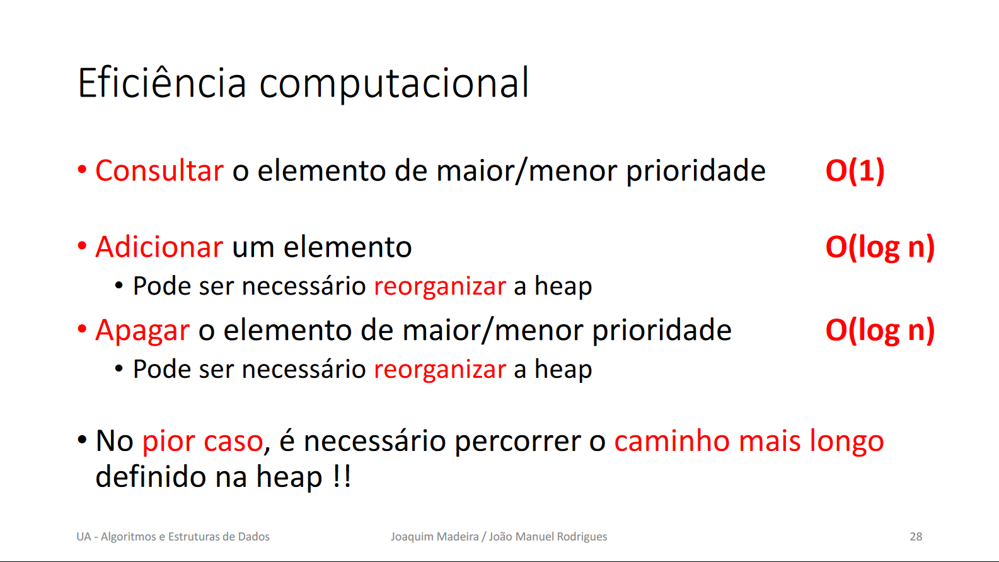 Eficiência computacional
• Consultar o elemento de maior/menor prioridade O(1)
• Adicionar um elemento O(log n)
• Pode ser necessário reorganizar a heap
• Apagar o elemento de maior/menor prioridade O(log n)
• Pode ser necessário reorganizar a heap
• No pior caso, é necessário percorrer o caminho mais longo
definido na heap !!
UA - Algoritmos e Estruturas de Dados Joaquim Madeira / João Manuel Rodrigues 28